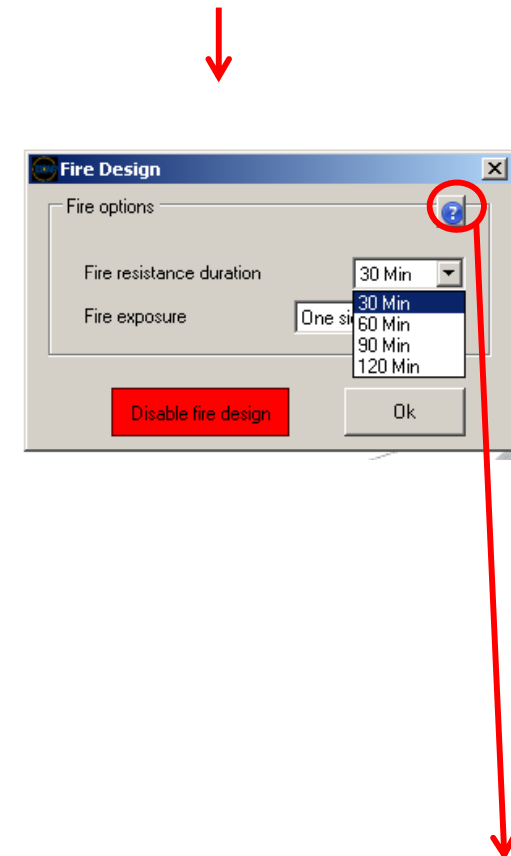 Fire Design
Fire options
?
Fire resistance duration
30 Min
Fire exposure
One si
30 Min
60 Min
90 Min
120 Min
Disable fire design
Ok